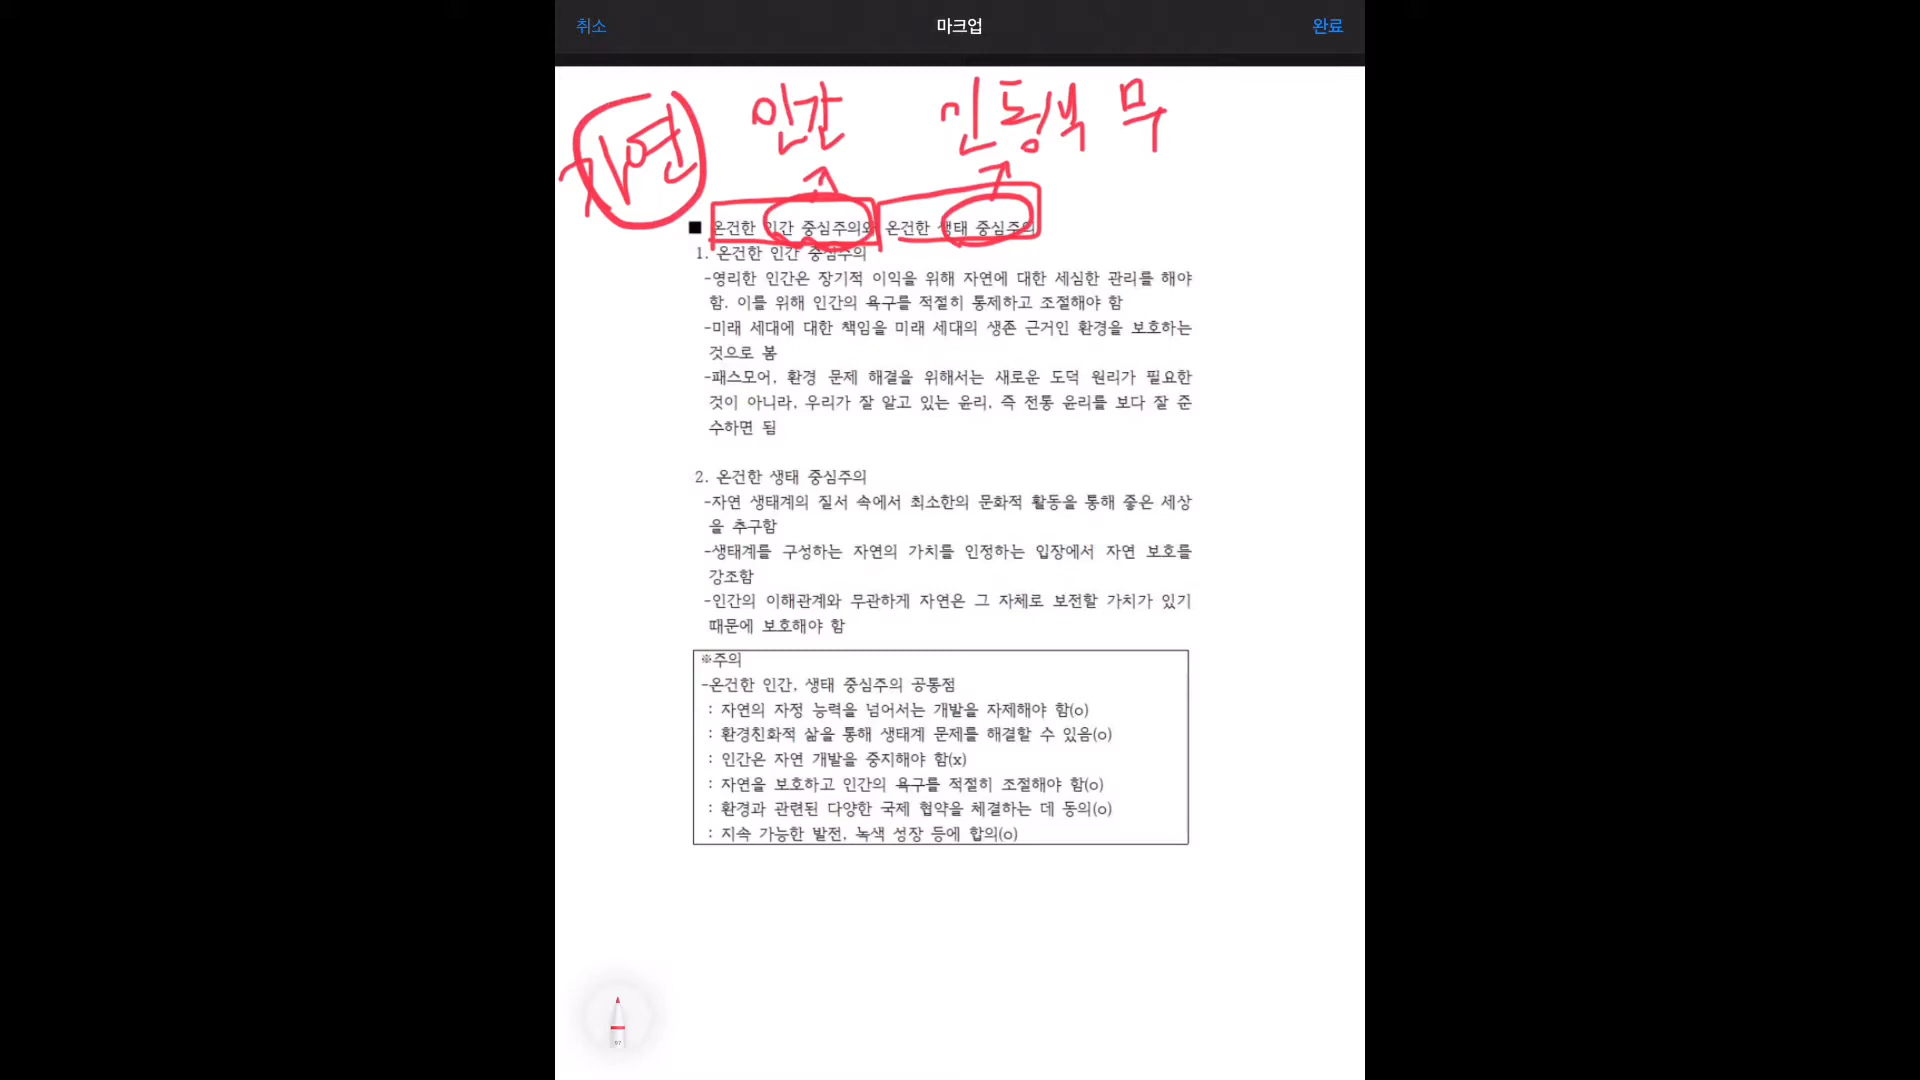 취소 마크업 완료
자연 인간 인동식 무
■ 온건한 인간 중심주의와 온건한 생태 중심주의
1. 온건한 인간 중심주의
-영리한 인간은 장기적 이익을 위해 자연에 대한 세심한 관리를 해야
함. 이를 위해 인간의 욕구를 적절히 통제하고 조절해야 함
-미래 세대에 대한 책임을 미래 세대의 생존 근거인 환경을 보호하는
것으로 봄
-패스모어, 환경 문제 해결을 위해서는 새로운 도덕 원리가 필요한
것이 아니라, 우리가 잘 알고 있는 윤리, 즉 전통 윤리를 보다 잘 준
수하면 됨
2. 온건한 생태 중심주의
-자연 생태계의 질서 속에서 최소한의 문화적 활동을 통해 좋은 세상
을 추구함
-생태계를 구성하는 자연의 가치를 인정하는 입장에서 자연 보호를
강조함
-인간의 이해관계와 무관하게 자연은 그 자체로 보전할 가치가 있기
때문에 보호해야 함
※주의
-온건한 인간, 생태 중심주의 공통점
: 자연의 자정 능력을 넘어서는 개발을 자제해야 함(o)
: 환경친화적 삶을 통해 생태계 문제를 해결할 수 있음(o)
: 인간은 자연 개발을 중지해야 함(x)
: 자연을 보호하고 인간의 욕구를 적절히 조절해야 함(o)
: 환경과 관련된 다양한 국제 협약을 체결하는 데 동의(o)
: 지속 가능한 발전, 녹색 성장 등에 합의(o)
97